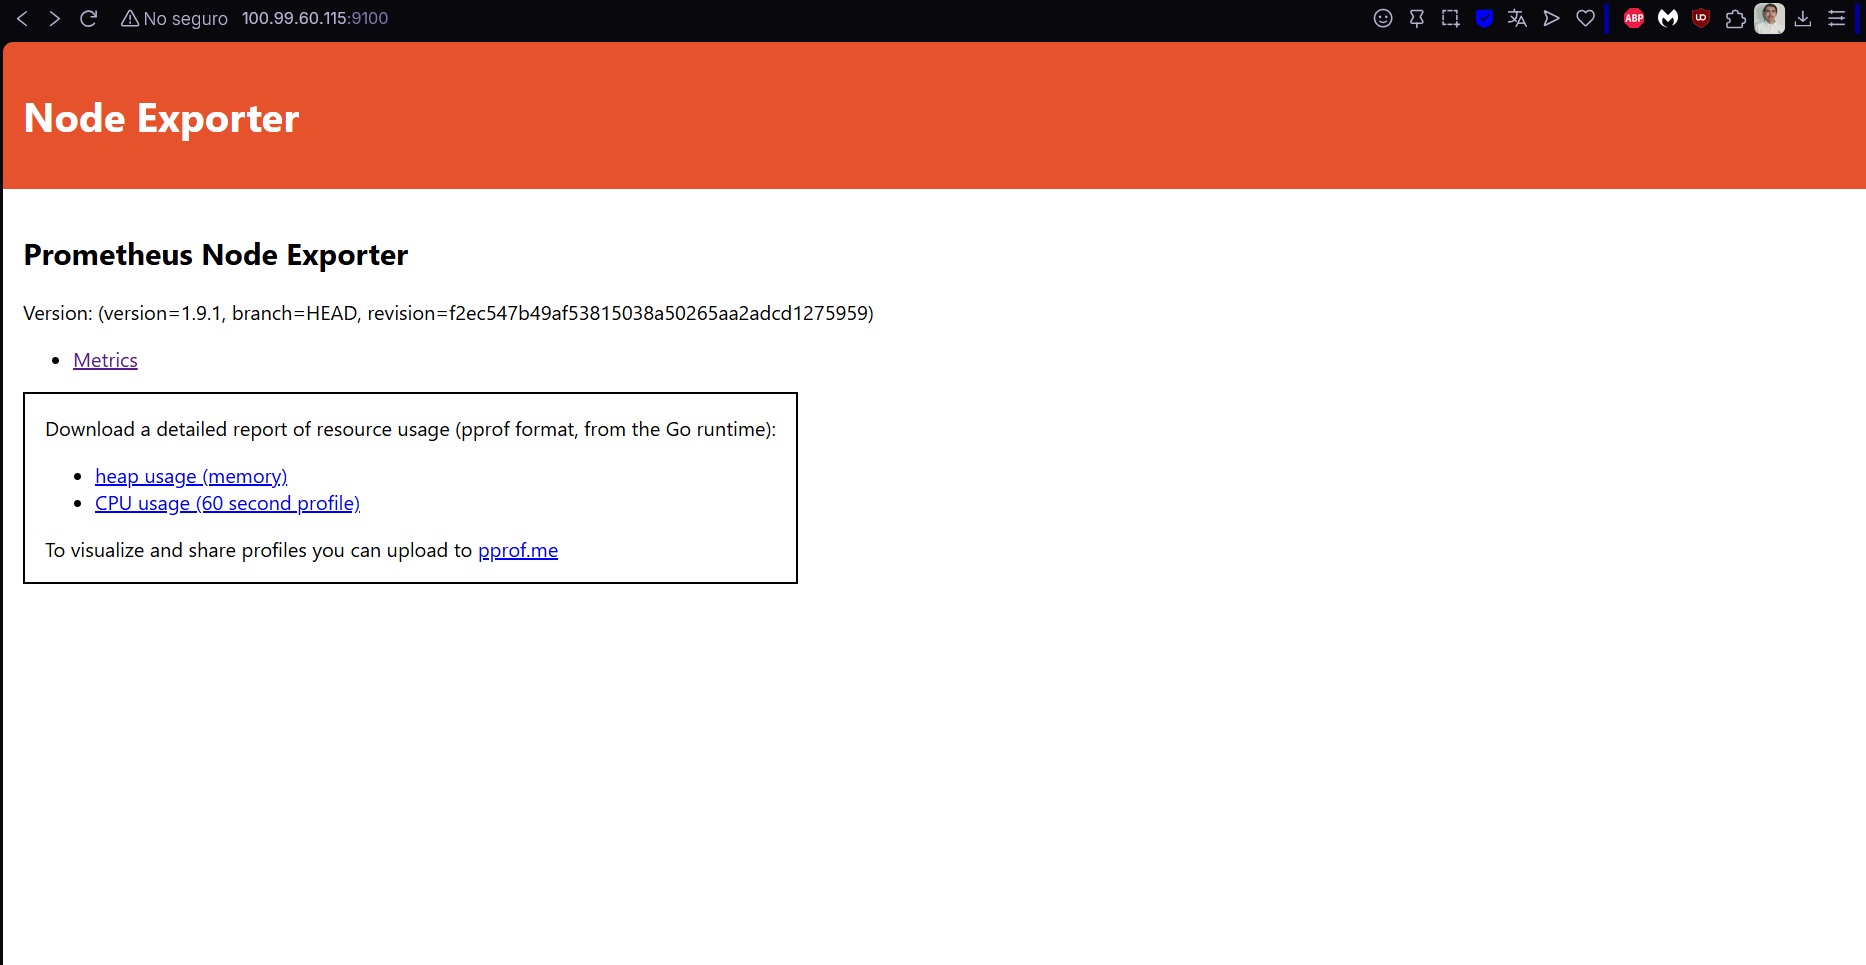 No seguro 100.99.60.115:9100
ABP
UO
Node Exporter
Prometheus Node Exporter
Version: (version=1.9.1, branch=HEAD, revision=f2ec547b49af53815038a50265aa2adcd1275959)
Metrics
Download a detailed report of resource usage (pprof format, from the Go runtime):
heap usage (memory)
CPU usage (60 second profile)
To visualize and share profiles you can upload to pprof.me